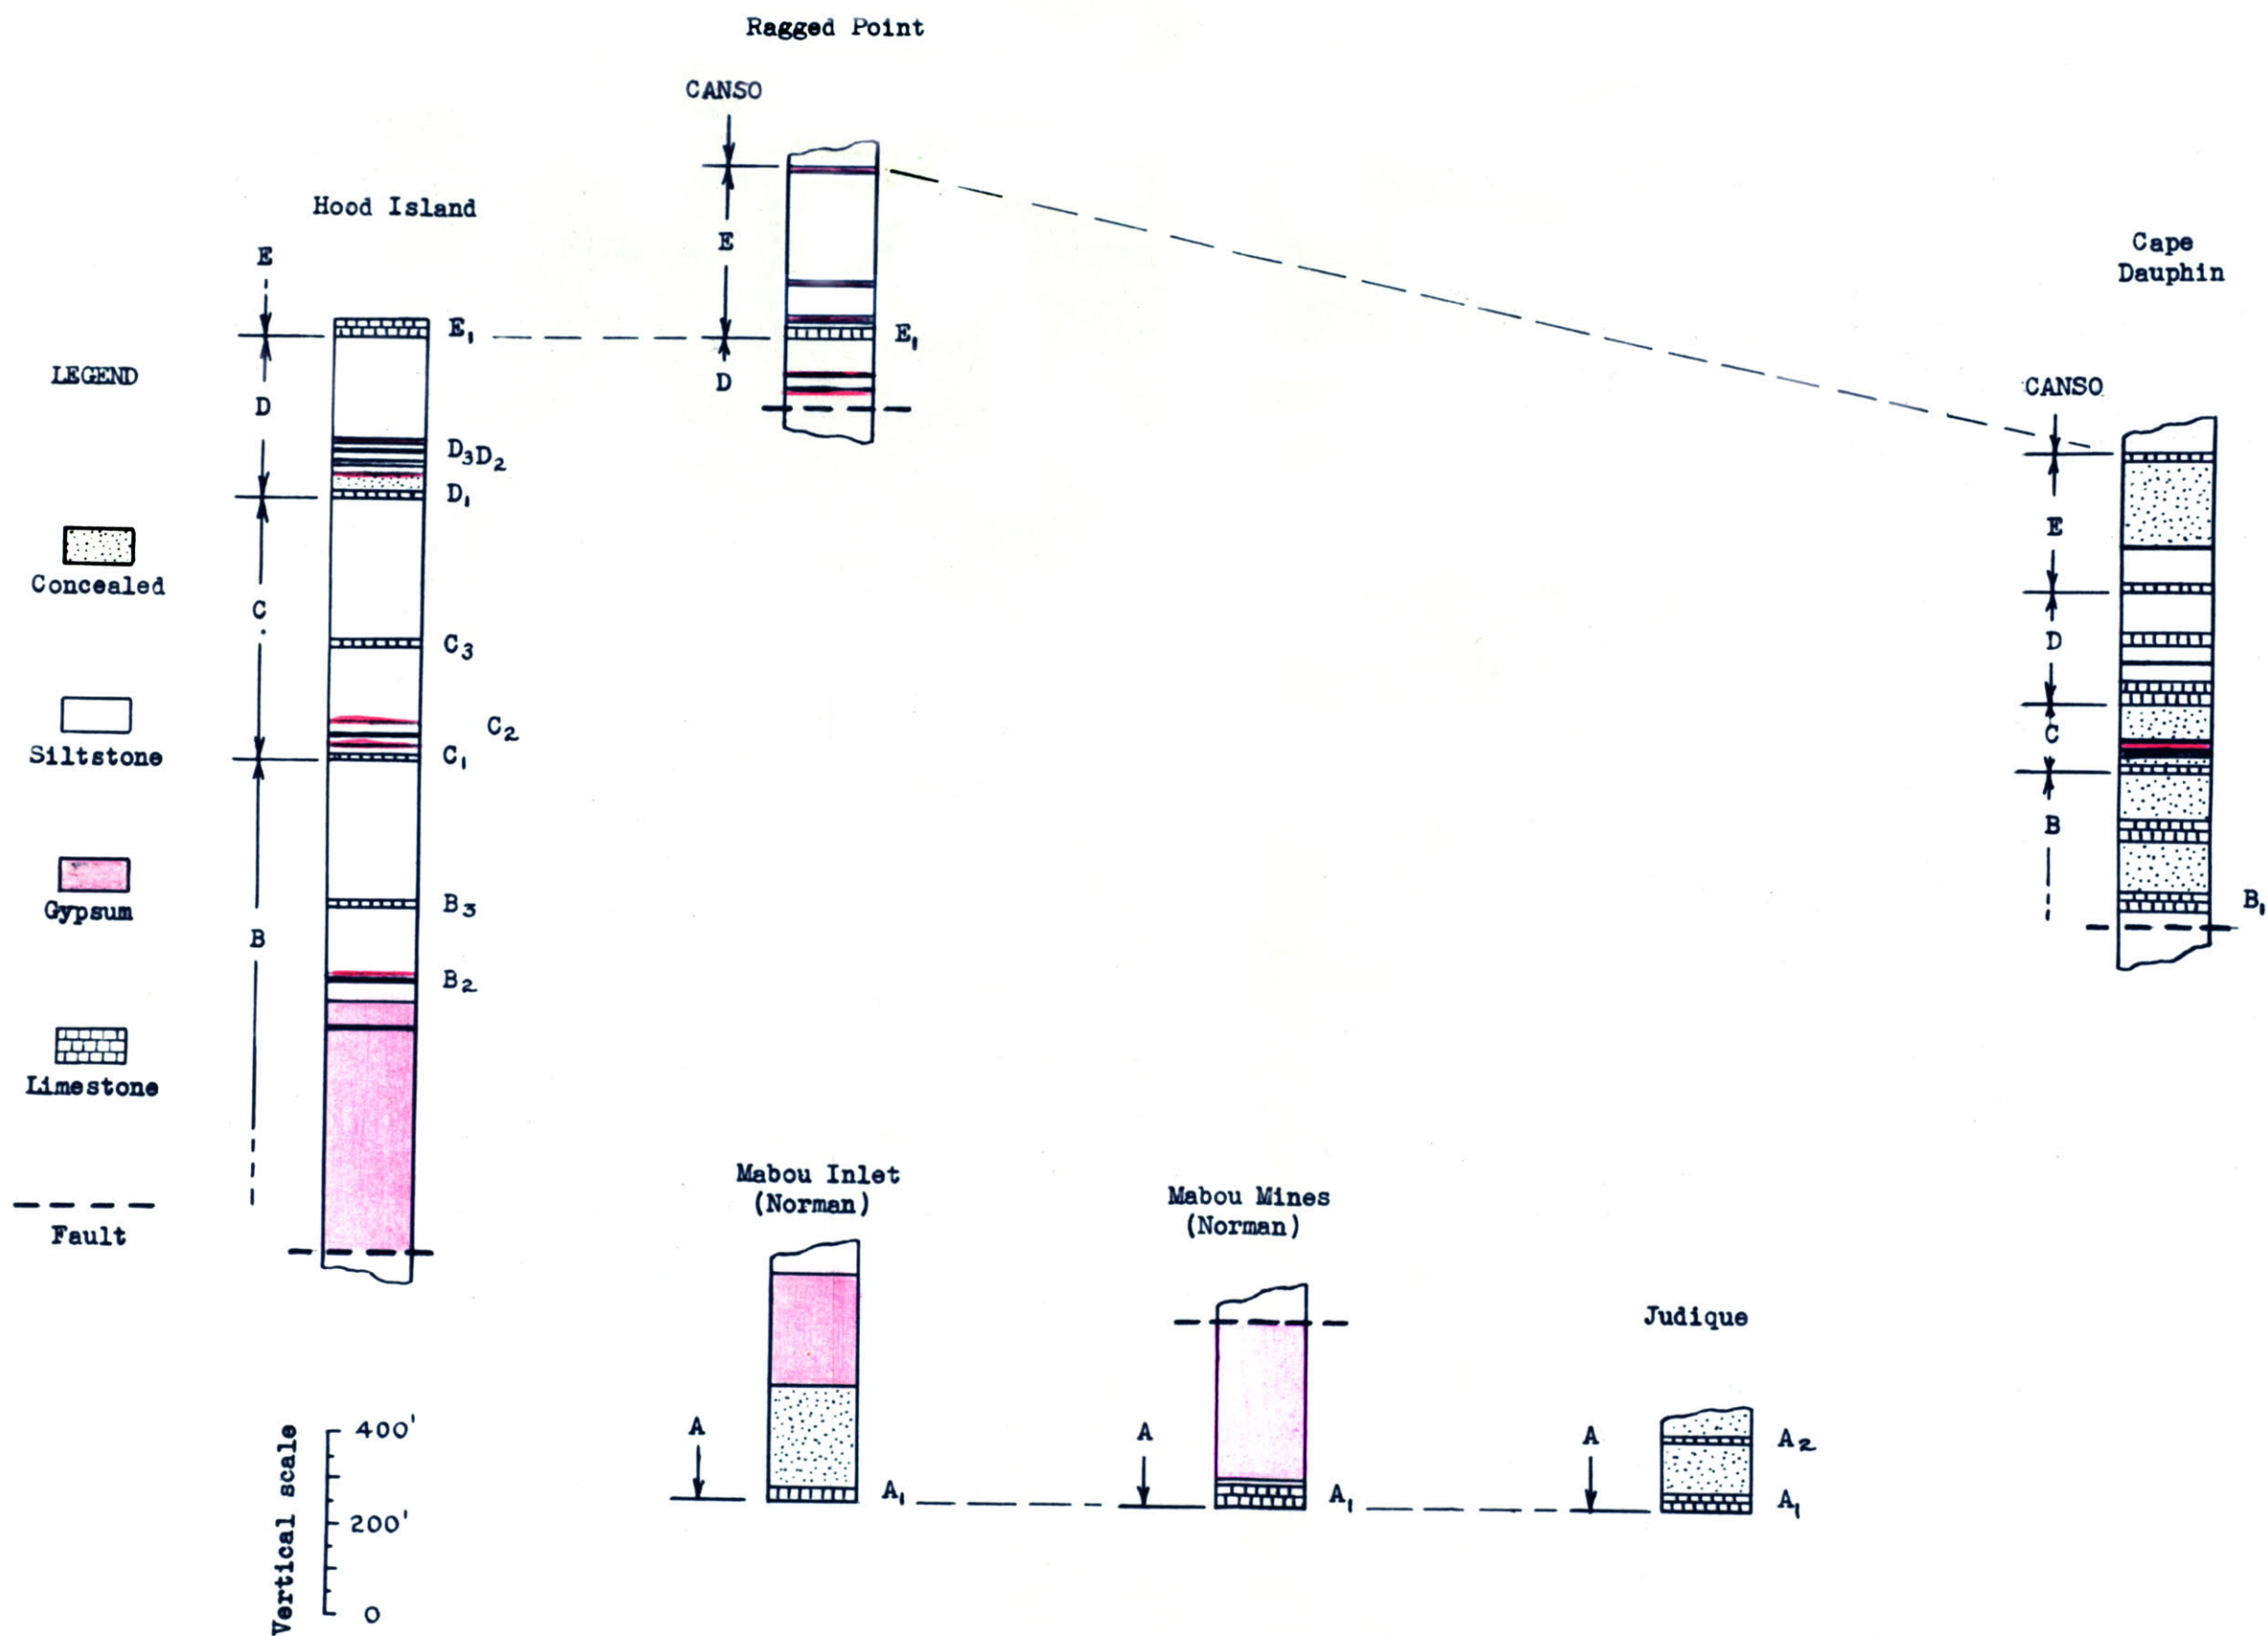 Ragged Point
CANSO
E
D
E₁
Hood Island
E
D
C
B
E₁
D₃D₂
D₁
C₃
C₂
C₁
B₃
B₂
LEGEND
Concealed
Siltstone
Gypsum
Limestone
Fault
Cape
Dauphin
CANSO
E
D
C
B
B₁
Mabou Inlet
(Norman)
A
A₁
Mabou Mines
(Norman)
A
A₁
Judique
A
A₂
A₁
Vertical scale
400'
200'
0